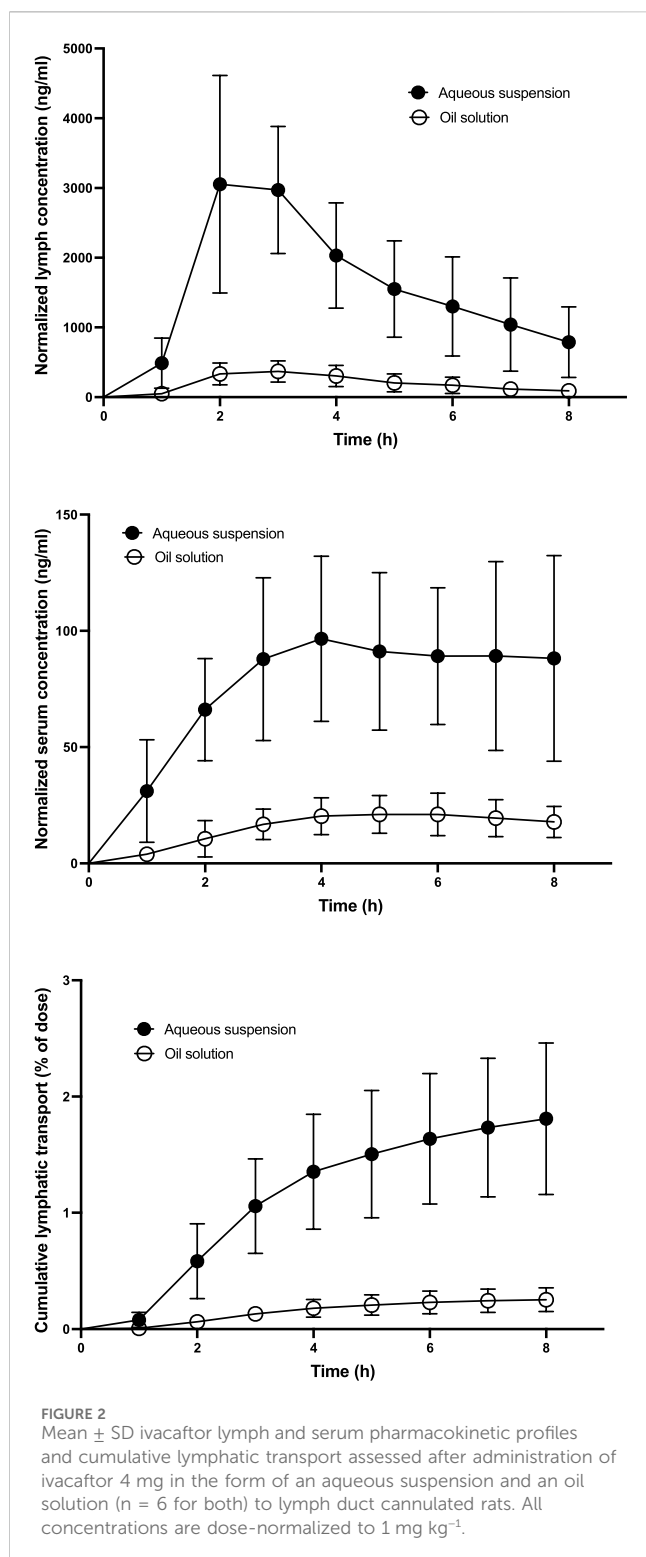 5000
4000
3000
2000
1000
0
Normalized lymph concentration (ng/ml)
Aqueous suspension
Oil solution
0 2 4 6 8
Time (h)
150
100
50
0
Normalized serum concentration (ng/ml)
Aqueous suspension
Oil solution
0 2 4 6 8
Time (h)
3
2
1
0
Cumulative lymphatic transport (% of dose)
Aqueous suspension
Oil solution
0 2 4 6 8
Time (h)
FIGURE 2
Mean ± SD ivacaftor lymph and serum pharmacokinetic profiles
and cumulative lymphatic transport assessed after administration of
ivacaftor 4 mg in the form of an aqueous suspension and an oil
solution (n = 6 for both) to lymph duct cannulated rats. All
concentrations are dose-normalized to 1 mg kg⁻¹.